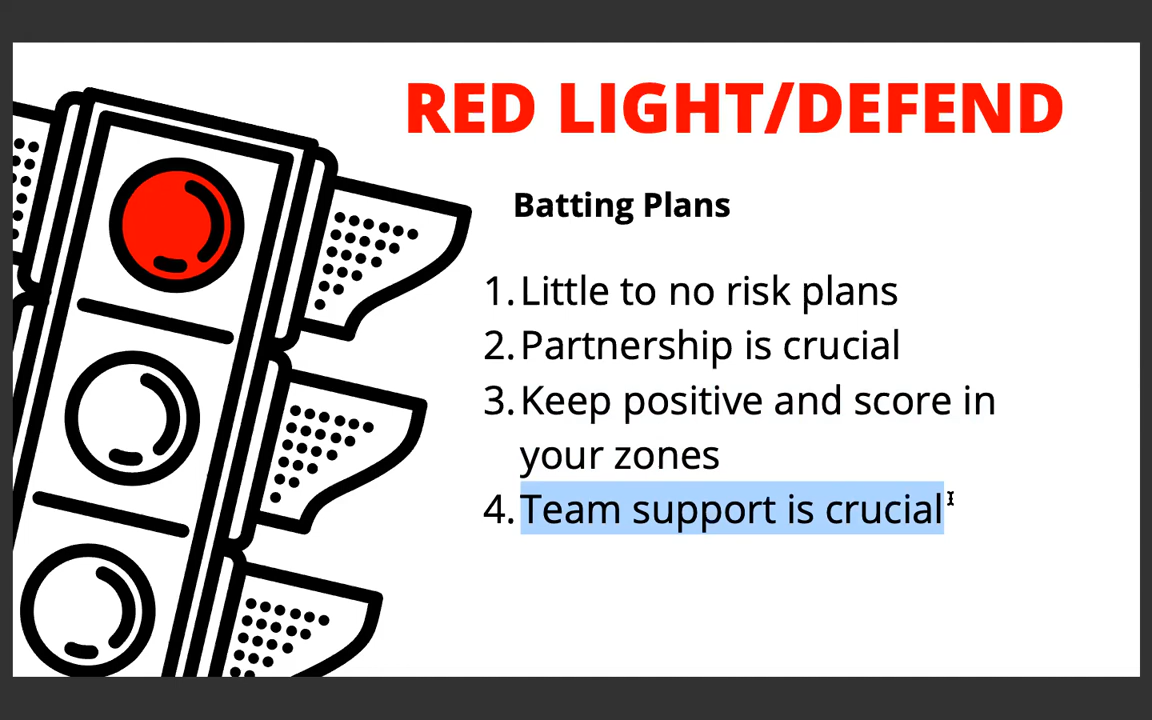 RED LIGHT/DEFEND
Batting Plans
1. Little to no risk plans
2. Partnership is crucial
3. Keep positive and score in
your zones
4. Team support is crucial